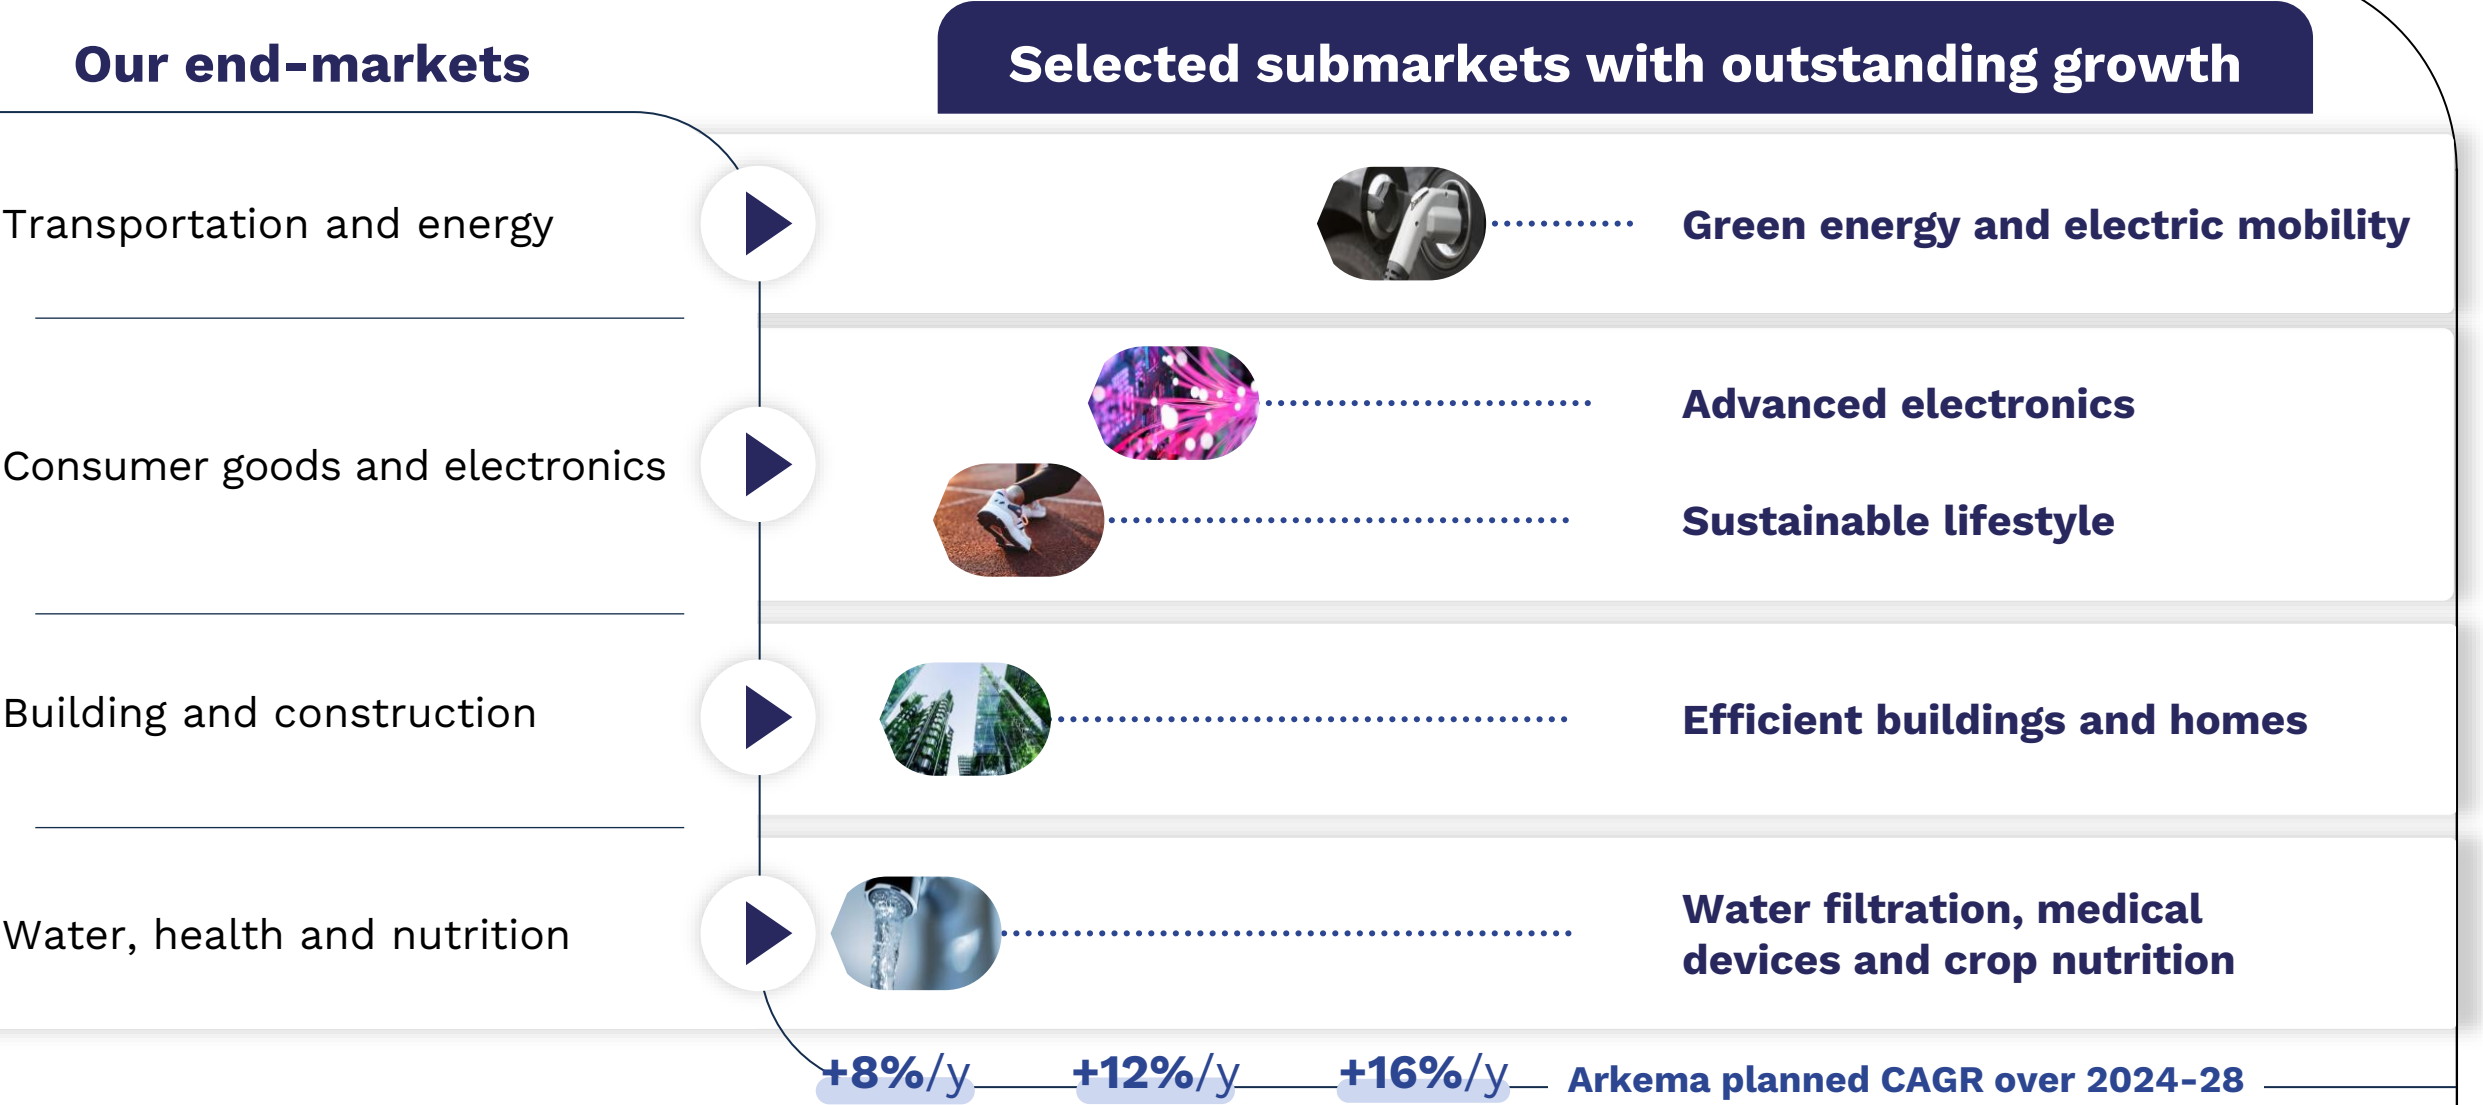 Our end-markets
Selected submarkets with outstanding growth
Transportation and energy
Green energy and electric mobility
Consumer goods and electronics
Advanced electronics
Sustainable lifestyle
Building and construction
Efficient buildings and homes
Water, health and nutrition
Water filtration, medical
devices and crop nutrition
+8%/y
+12%/y
+16%/y
Arkema planned CAGR over 2024-28